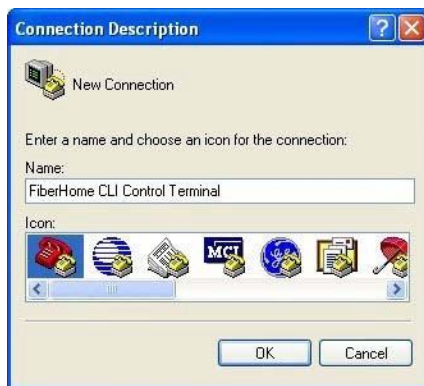 Connection Description
New Connection
Enter a name and choose an icon for the connection:
Name:
FiberHome CLI Control Terminal
Icon:
MCI
OK
Cancel